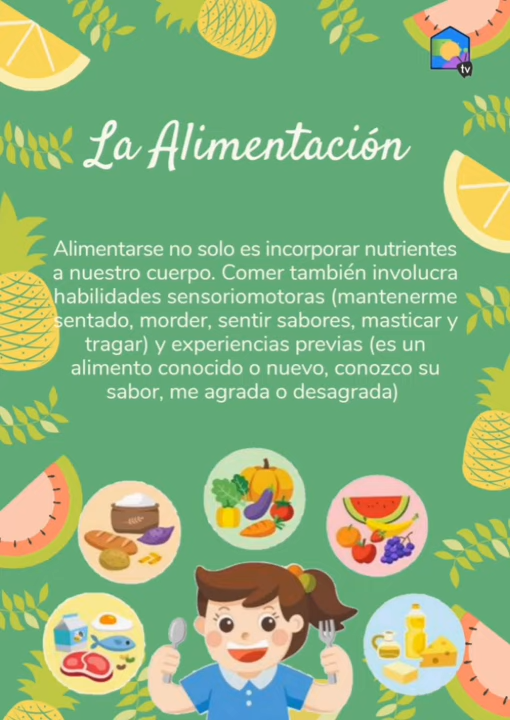 tv
La Alimentación
Alimentarse no solo es incorporar nutrientes
a nuestro cuerpo. Comer también involucra
habilidades sensoriomotoras (mantenerme
sentado, morder, sentir sabores, masticar y
tragar) y experiencias previas (es un
alimento conocido o nuevo, conozco su
sabor, me agrada o desagrada)